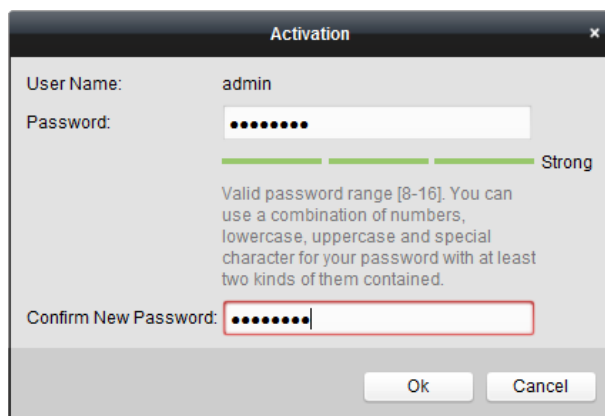 Activation ×
User Name: admin
Password: ●●●●●●●●
Strong
Valid password range [8-16]. You can
use a combination of numbers,
lowercase, uppercase and special
character for your password with at least
two kinds of them contained.
Confirm New Password: ●●●●●●●●
Ok Cancel